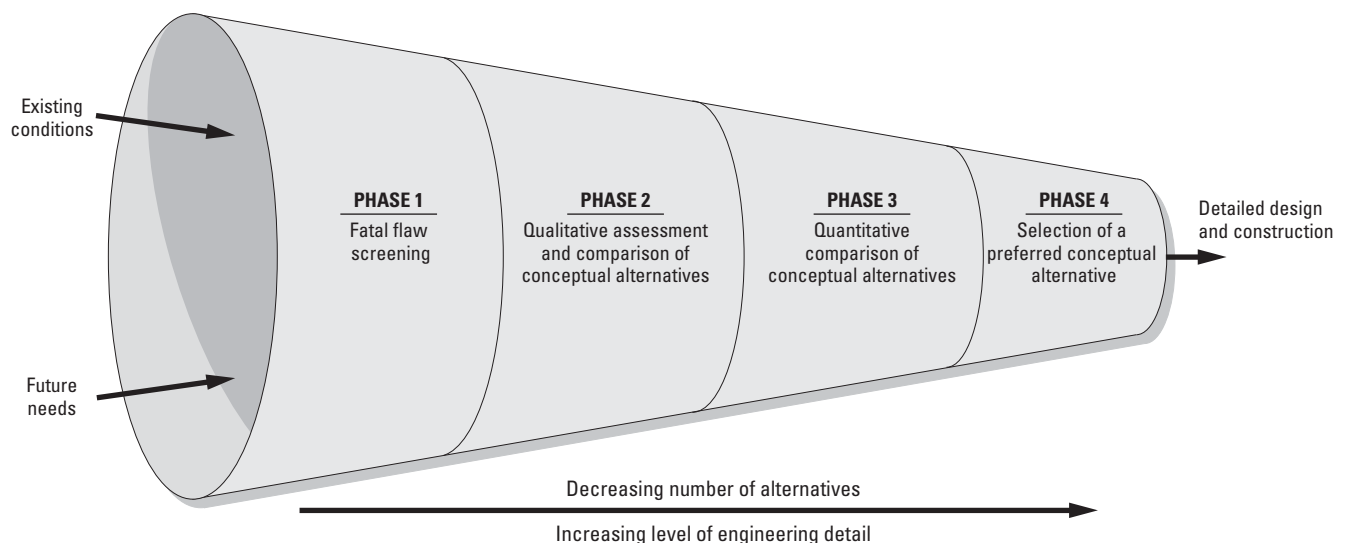 Existing
conditions
Future
needs
PHASE 1
Fatal flaw
screening
PHASE 2
Qualitative assessment
and comparison of
conceptual alternatives
PHASE 3
Quantitative
comparison of
conceptual alternatives
PHASE 4
Selection of a
preferred conceptual
alternative
Detailed design
and construction
Decreasing number of alternatives
Increasing level of engineering detail